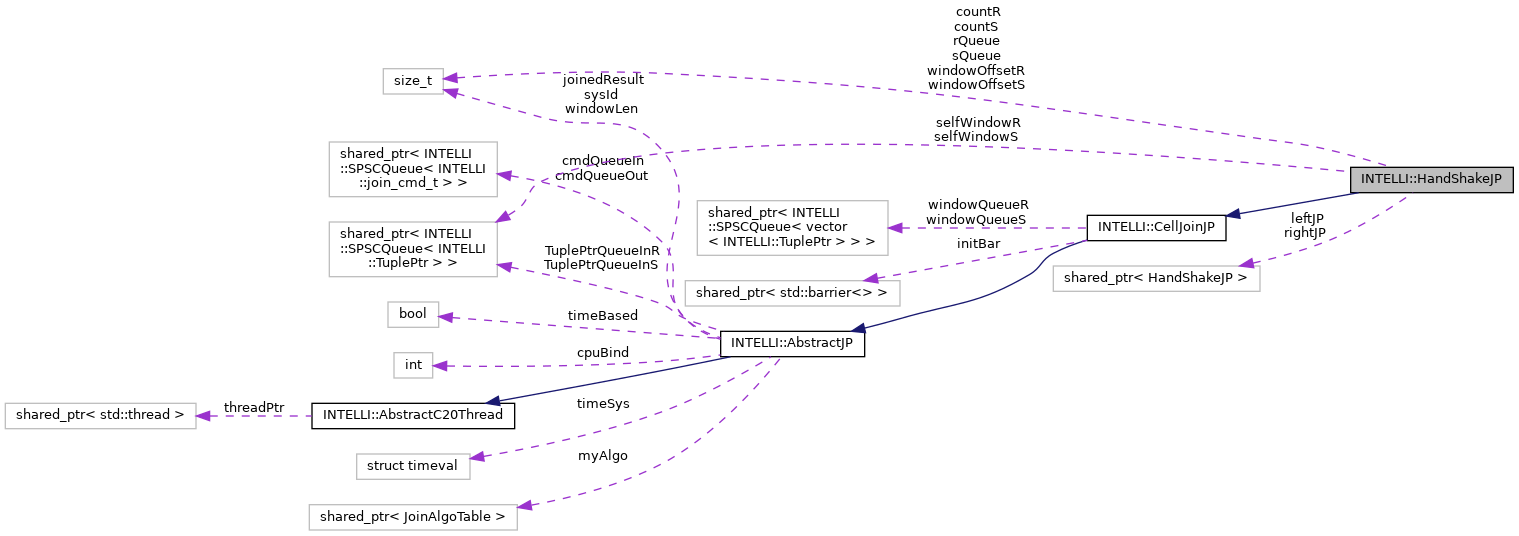 countR
countS
rQueue
sQueue
windowOffsetR
windowOffsetS
size_t
joinedResult
sysId
windowLen
selfWindowR
selfWindowS
shared_ptr< INTELLI
::SPSCQueue< INTELLI
::join_cmd_t > >
cmdQueueIn
cmdQueueOut
INTELLI::HandShakeJP
shared_ptr< INTELLI
::SPSCQueue< vector
< INTELLI::TuplePtr > > >
windowQueueR
windowQueueS
INTELLI::CellJoinJP
leftJP
rightJP
shared_ptr< INTELLI
::SPSCQueue< INTELLI
::TuplePtr > >
TuplePtrQueueInR
TuplePtrQueueInS
initBar
shared_ptr< std::barrier<> >
shared_ptr< HandShakeJP >
bool
timeBased
INTELLI::AbstractJP
int
cpuBind
shared_ptr< std::thread >
threadPtr
INTELLI::AbstractC20Thread
timeSys
struct timeval
myAlgo
shared_ptr< JoinAlgoTable >